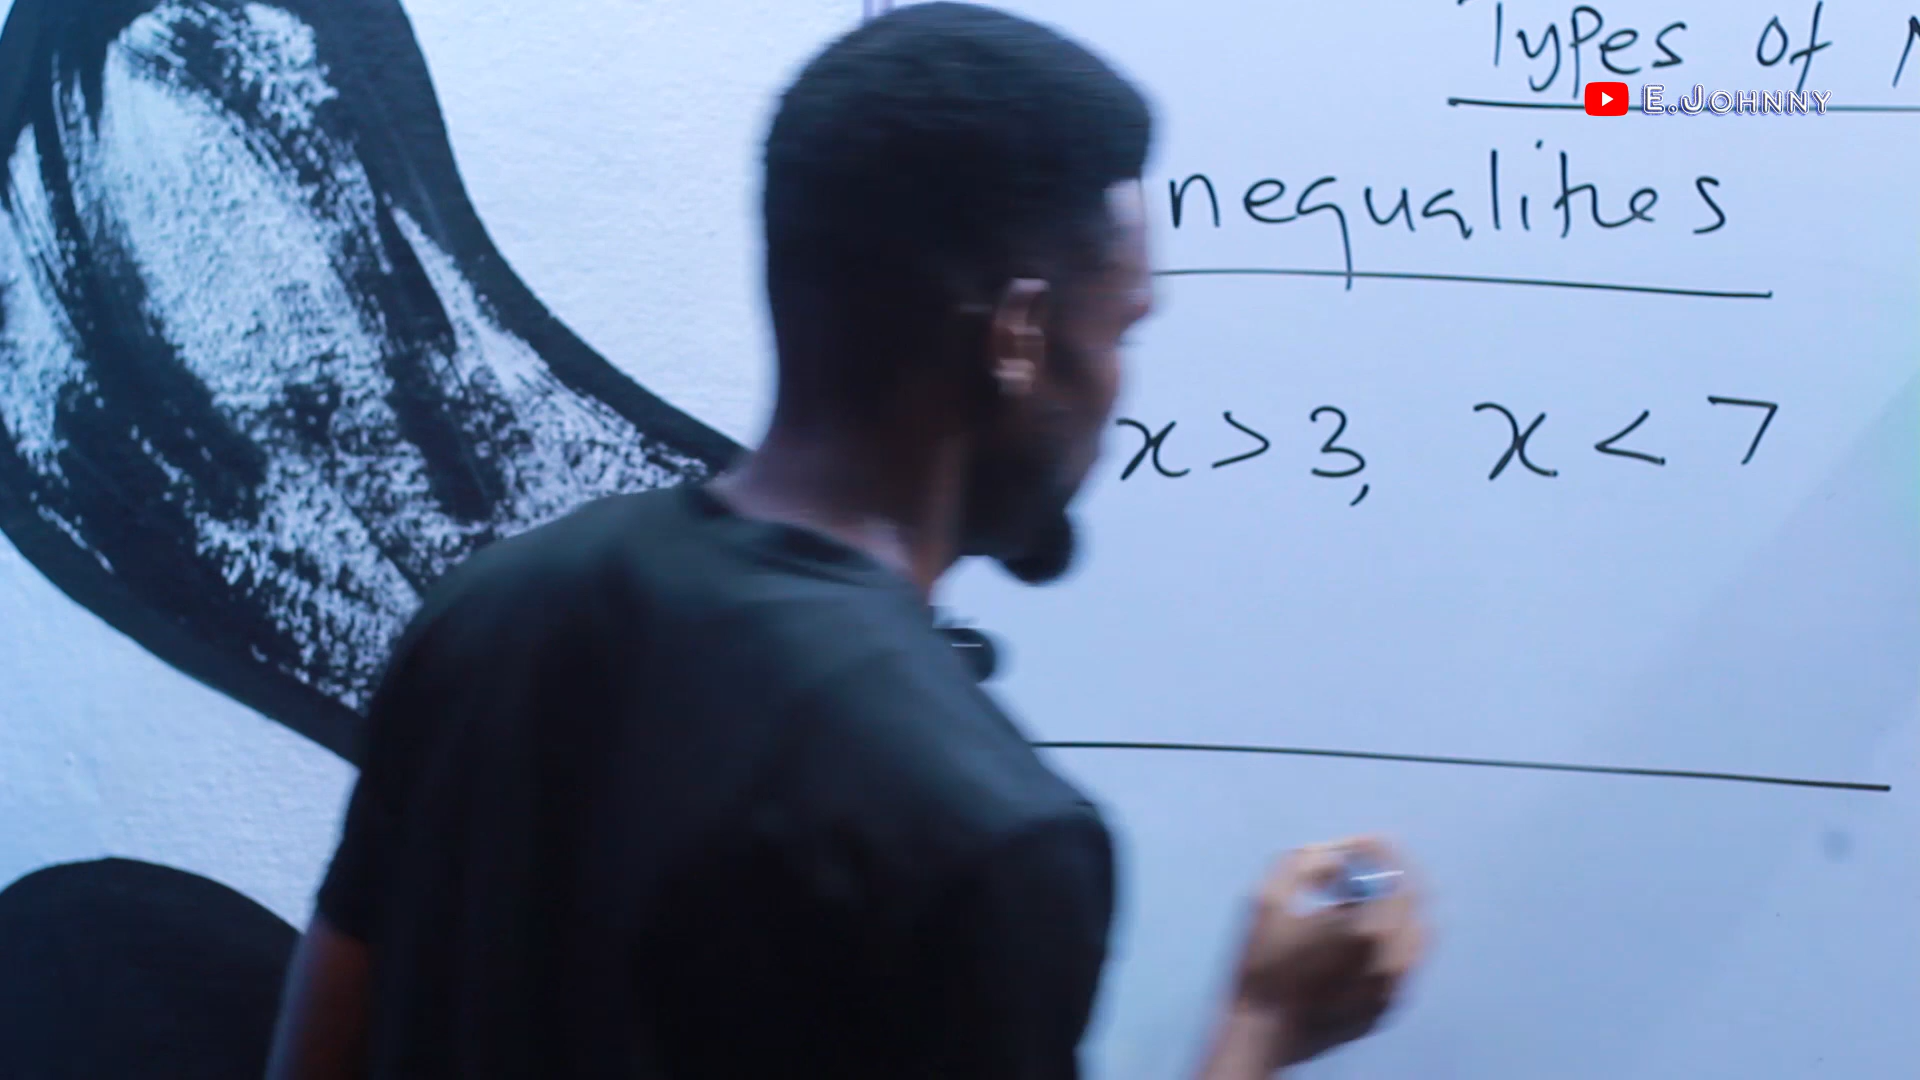 Types of
E.Johnny
nequalities
x > 3, x < 7